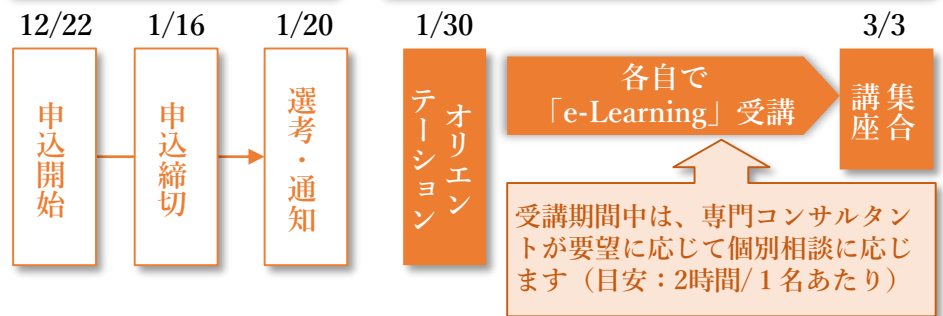 12/22
1/16
1/20
1/30
3/3
申込開始
申込締切
選考・通知
オリエン
テーション
各自で
「e-Learning」受講
集合
講座
受講期間中は、専門コンサルタン
トが要望に応じて個別相談に応じ
ます（目安：2時間/１名あたり）